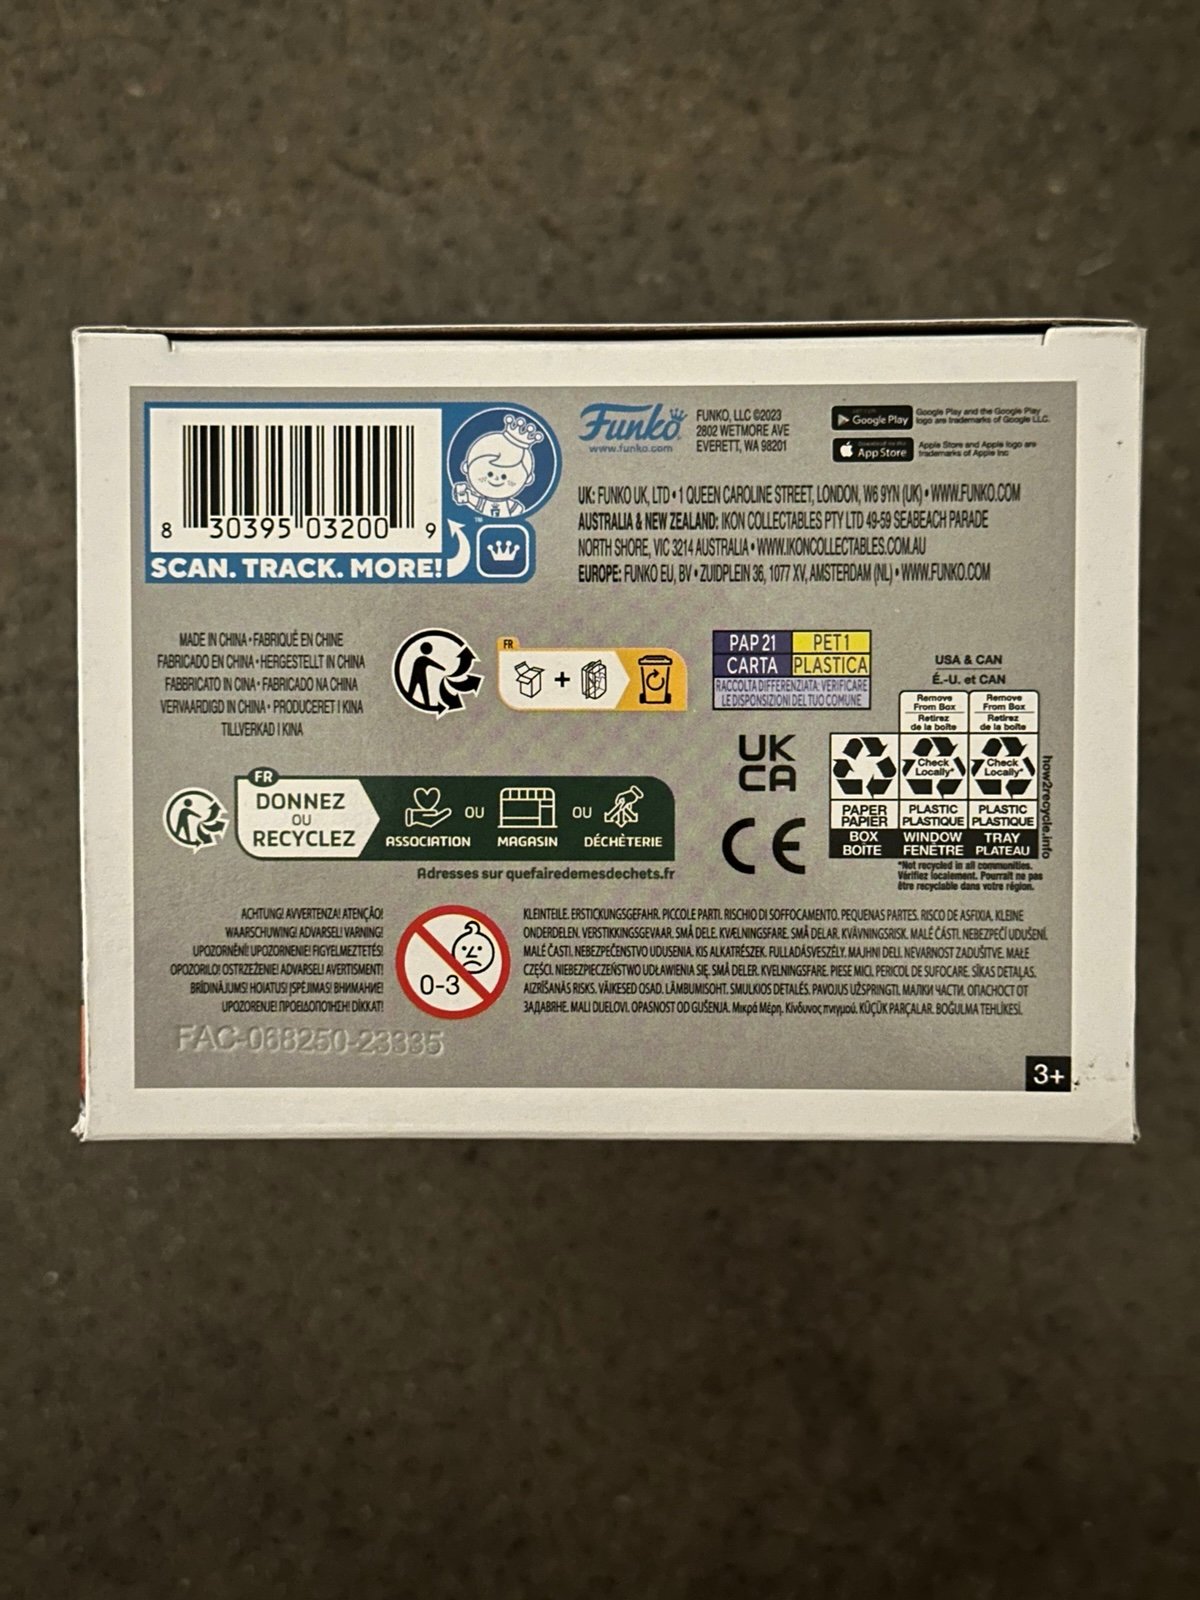 8 30395 03200 9
SCAN. TRACK. MORE!
TM
Funko
www.funko.com
FUNKO, LLC ©2023
2802 WETMORE AVE
EVERETT, WA 98201
Google Play
Google Play and the Google Play
logo are trademarks of Google LLC.
App Store
Apple Store and Apple logo are
trademarks of Apple Inc
UK: FUNKO UK, LTD • 1 QUEEN CAROLINE STREET, LONDON, W6 9YN (UK) • WWW.FUNKO.COM
AUSTRALIA & NEW ZEALAND: IKON COLLECTABLES PTY LTD 49-59 SEABEACH PARADE
NORTH SHORE, VIC 3214 AUSTRALIA • WWW.IKONCOLLECTABLES.COM.AU
EUROPE: FUNKO EU, BV • ZUIDPLEIN 36, 1077 XV, AMSTERDAM (NL) • WWW.FUNKO.COM
MADE IN CHINA • FABRIQUÉ EN CHINE
FABRICADO EN CHINA • HERGESTELLT IN CHINA
FABBRICATO IN CINA • FABRICADO NA CHINA
VERVAARDIGD IN CHINA • PRODUCERET I KINA
TILLVERKAD I KINA
FR
+
PAP 21 PET 1
CARTA PLASTICA
RACCOLTA DIFFERENZIATA: VERIFICARE
LE DISPOSIZIONI DEL TUO COMUNE
USA & CAN
É.-U. et CAN
Remove
From Box
Retirez
de la boîte
Remove
From Box
Retirez
de la boîte
Check
Locally*
Check
Locally*
PAPER
PAPIER
BOX
BOÎTE
PLASTIC
PLASTIQUE
WINDOW
FENÊTRE
PLASTIC
PLASTIQUE
TRAY
PLATEAU
how2recycle.info
*Not recycled in all communities.
Vérifiez localement. Pourrait ne pas
être recyclable dans votre région.
UK
CA
CE
FR
DONNEZ
OU
RECYCLEZ
ASSOCIATION
OU
MAGASIN
OU
DÉCHÈTERIE
Adresses sur quefairedemesdechets.fr
ACHTUNG! AVVERTENZA! ATENÇÃO!
WAARSCHUWING! ADVARSEL! VARNING!
UPOZORNĚNÍ! UPOZORNENIE! FIGYELMEZTETÉS!
OPOZORILO! OSTRZEŻENIE! ADVARSEL! AVERTISMENT!
BRĪDINĀJUMS! HOIATUS! ĮSPĖJIMAS! ВНИМАНИЕ!
UPOZORENJE! ΠΡΟΕΙΔΟΠΟΙΗΣΗ! DİKKAT!
0-3
KLEINTEILE. ERSTICKUNGSGEFAHR. PICCOLE PARTI. RISCHIO DI SOFFOCAMENTO. PEQUENAS PARTES. RISCO DE ASFIXIA. KLEINE
ONDERDELEN. VERSTIKKINGSGEVAAR. SMÅ DELE. KVÆLNINGSFARE. SMÅ DELAR. KVÄVNINGSRISK. MALÉ ČÁSTI. NEBEZPEČÍ UDUŠENÍ.
MALÉ ČASTI. NEBEZPEČENSTVO UDUSENIA. KIS ALKATRÉSZEK. FULLADÁSVESZÉLY. MAJHNI DELI. NEVARNOST ZADUŠITVE. MAŁE
CZĘŚCI. NIEBEZPIECZEŃSTWO UDŁAWIENIA SIĘ. SMÅ DELER. KVELNINGSFARE. PIESE MICI. PERICOL DE SUFOCARE. SĪKAS DETAĻAS.
AIZRĪŠANĀS RISKS. VÄIKESED OSAD. LÄMBUMISOHT. SMULKIOS DETALĖS. PAVOJUS UŽSPRINGTI. МАЛКИ ЧАСТИ. ОПАСНОСТ ОТ
ЗАДАВЯНЕ. MALI DIJELOVI. OPASNOST OD GUŠENJA. Μικρά Μέρη. Κίνδυνος πνιγμού. KÜÇÜK PARÇALAR. BOĞULMA TEHLİKESİ.
FAC-068250-23335
3+